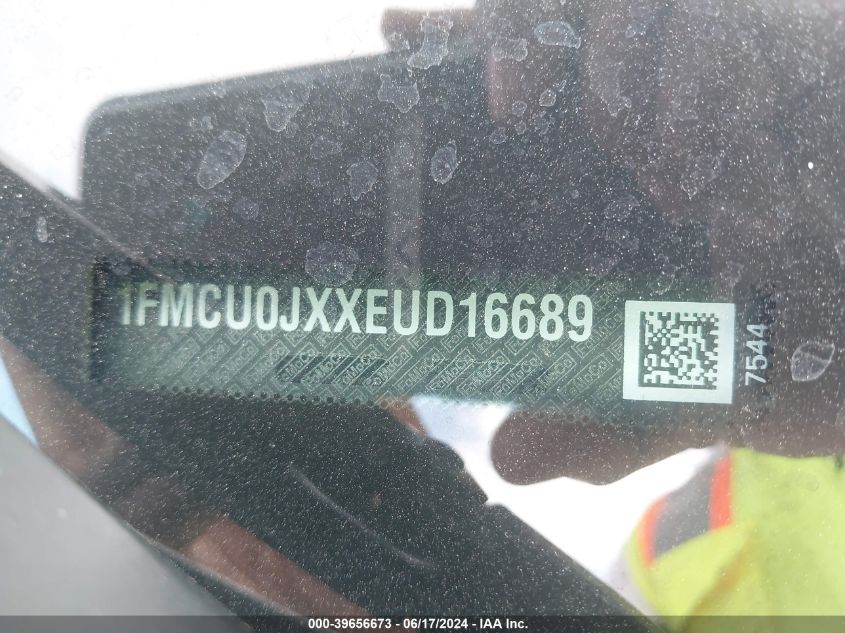 1FMCU0JXXEUD16689
7544
000-39656673 - 06/17/2024 - IAA Inc.